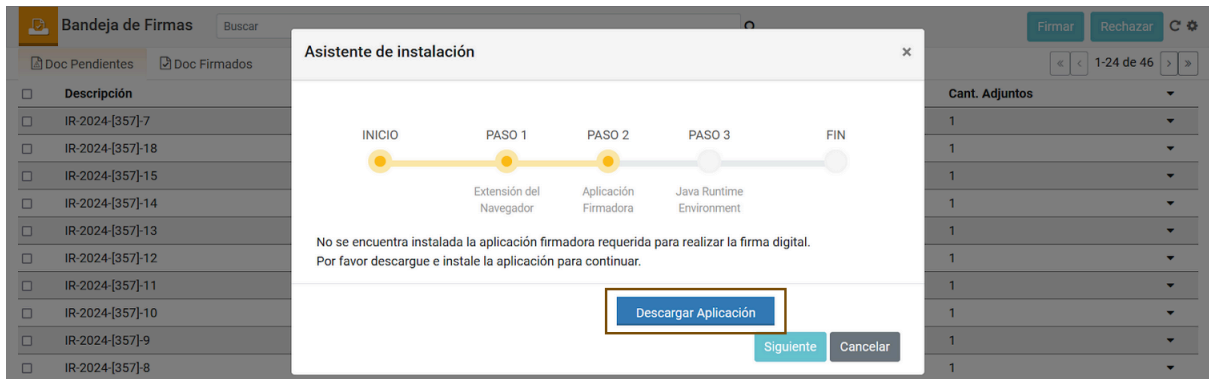 Bandeja de Firmas
Buscar
Firmar
Rechazar
Doc Pendientes
Doc Firmados
1-24 de 46
Descripción
Cant. Adjuntos
IR-2024-[357]-7
1
IR-2024-[357]-18
1
IR-2024-[357]-15
1
IR-2024-[357]-14
1
IR-2024-[357]-13
1
IR-2024-[357]-12
1
IR-2024-[357]-11
1
IR-2024-[357]-10
1
IR-2024-[357]-9
1
IR-2024-[357]-8
1
Asistente de instalación
×
INICIO
PASO 1
PASO 2
PASO 3
FIN
Extensión del
Navegador
Aplicación
Firmadora
Java Runtime
Environment
No se encuentra instalada la aplicación firmadora requerida para realizar la firma digital.
Por favor descargue e instale la aplicación para continuar.
Descargar Aplicación
Siguiente
Cancelar